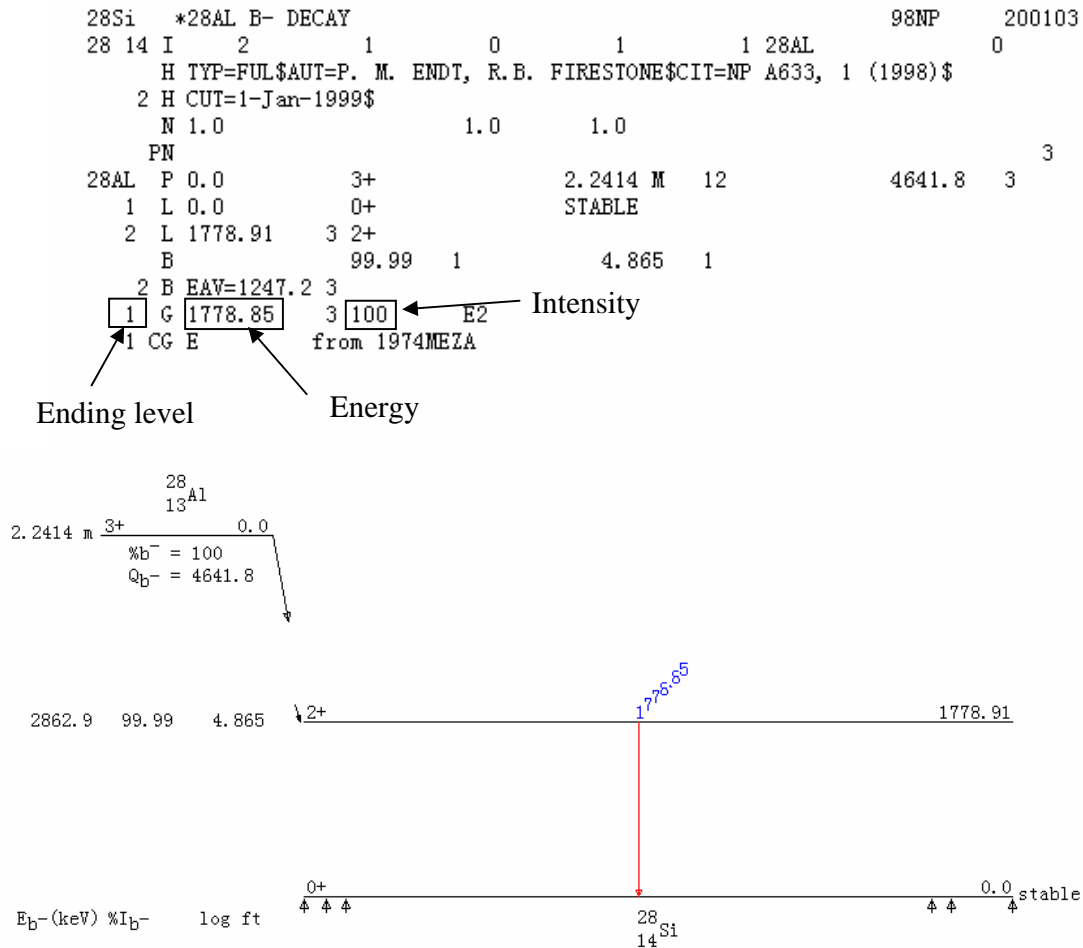 28Si *28AL B- DECAY 98NP 200103
28 14 I 2 1 0 1 1 28AL 0
H TYP=FUL$AUT=P. M. ENDT, R.B. FIRESTONE$CIT=NP A633, 1 (1998)$
2 H CUT=1-Jan-1999$
N 1.0 1.0 1.0
PN 3
28AL P 0.0 3+ 2.2414 M 12 4641.8 3
1 L 0.0 0+ STABLE
2 L 1778.91 3 2+
B 99.99 1 4.865 1
2 B EAV=1247.2 3
1 G 1778.85 3 100 E2
Intensity
1 CG E from 1974MEZA
Ending level
Energy
28
13 Al
2.2414 m 3+ 0.0
%b- = 100
Qb- = 4641.8
1778.85
2862.9 99.99 4.865 2+ 1778.91
0+ 0.0 stable
Eb-(keV) %Ib- log ft
28
14 Si